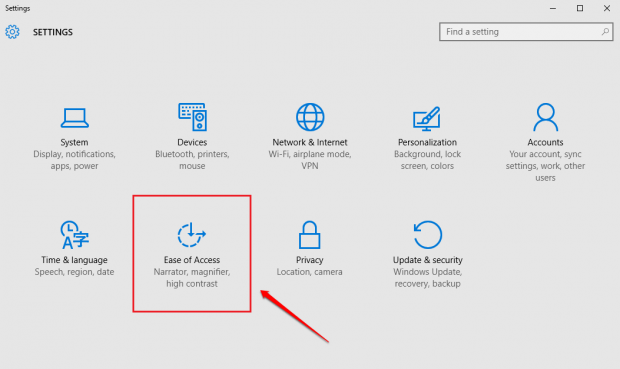 Settings
SETTINGS
Find a setting
System
Display, notifications,
apps, power
Devices
Bluetooth, printers,
mouse
Network & Internet
Wi-Fi, airplane mode,
VPN
Personalization
Background, lock
screen, colors
Accounts
Your account, sync
settings, work, other
users
A字
Time & language
Speech, region, date
Ease of Access
Narrator, magnifier,
high contrast
Privacy
Location, camera
Update & security
Windows Update,
recovery, backup